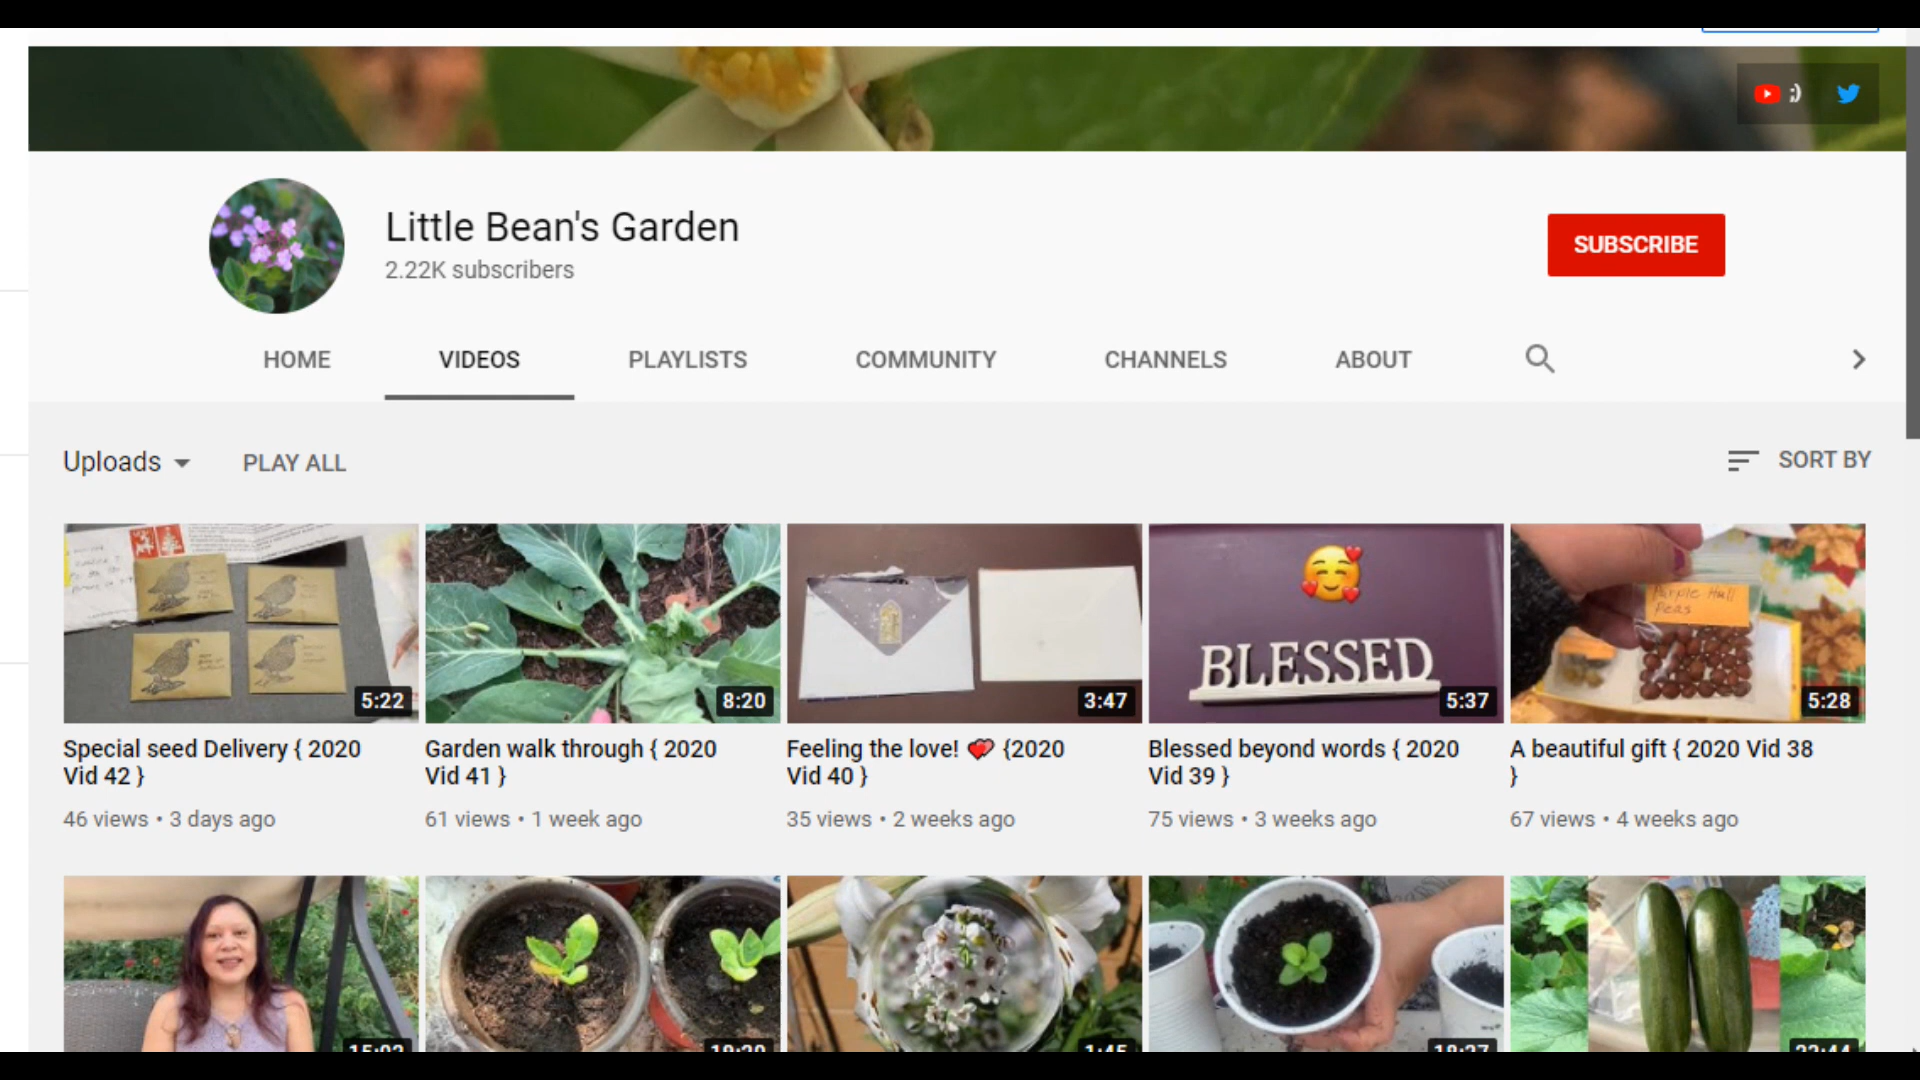 ;)
Little Bean's Garden
2.22K subscribers
SUBSCRIBE
HOME VIDEOS PLAYLISTS COMMUNITY CHANNELS ABOUT
Uploads PLAY ALL SORT BY
BLESSED
Purple Hull
Peas
5:22 8:20 3:47 5:37 5:28
Special seed Delivery { 2020
Vid 42 }
46 views • 3 days ago
Garden walk through { 2020
Vid 41 }
61 views • 1 week ago
Feeling the love! 💞 {2020
Vid 40 }
35 views • 2 weeks ago
Blessed beyond words { 2020
Vid 39 }
75 views • 3 weeks ago
A beautiful gift { 2020 Vid 38
}
67 views • 4 weeks ago